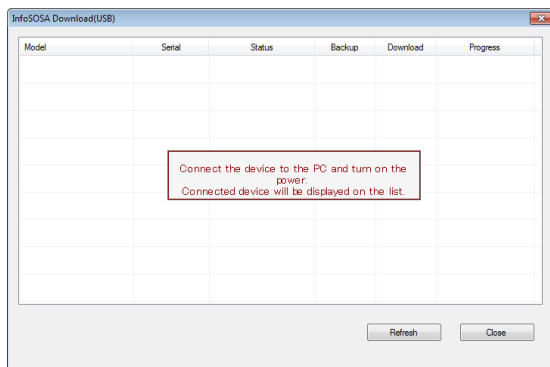 InfoSOSA Download(USB)
Model Serial Status Backup Download Progress
Connect the device to the PC and turn on the
power.
Connected device will be displayed on the list.
Refresh Close